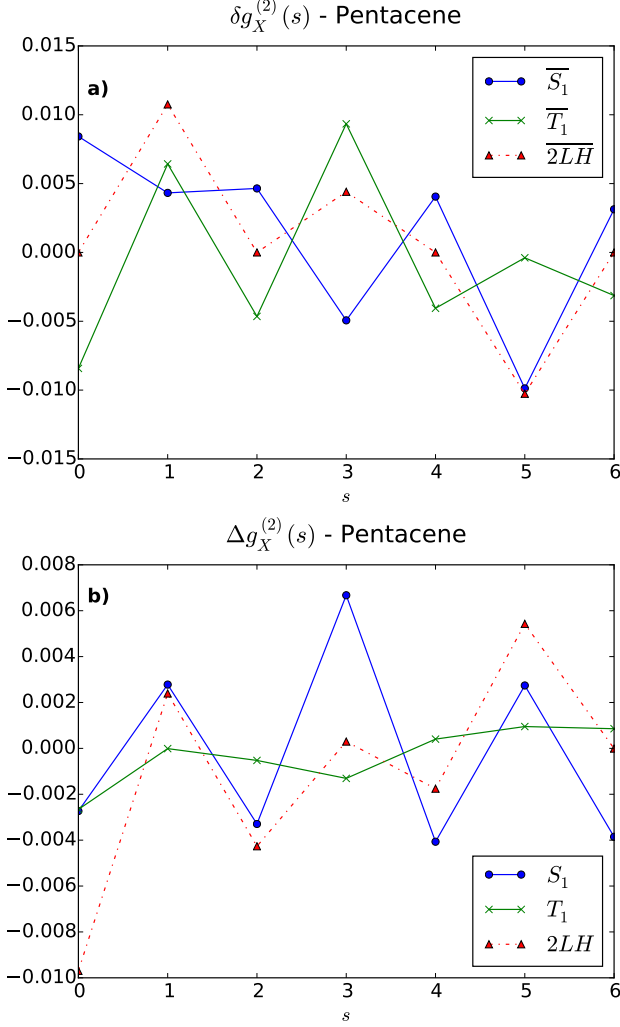 δg_X^(2)(s) - Pentacene
0.015
a)
0.010
0.005
0.000
−0.005
−0.010
−0.015
S̅₁
T̅₁
2LH (overlined)
0 1 2 3 4 5 6
s
Δg_X^(2)(s) - Pentacene
0.008
b)
0.006
0.004
0.002
0.000
−0.002
−0.004
−0.006
−0.008
−0.010
S₁
T₁
2LH
0 1 2 3 4 5 6
s